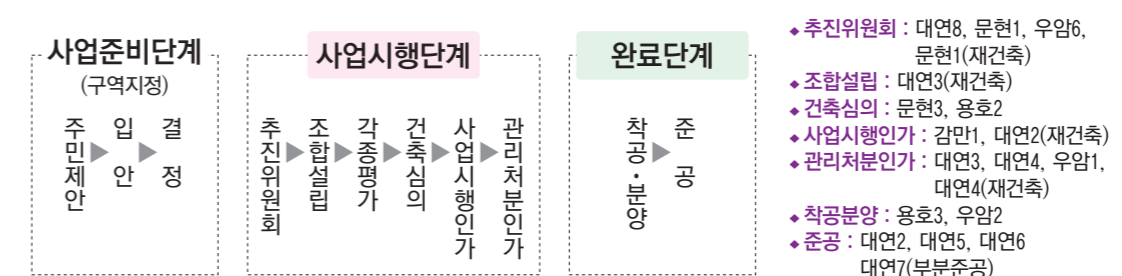 사업준비단계
(구역지정)
주민제안 ▶ 입안 ▶ 결정
사업시행단계
추진위원회 ▶ 조합설립 ▶ 각종평가 ▶ 건축심의 ▶ 사업시행인가 ▶ 관리처분인가
완료단계
착공·분양 ▶ 준공
◆ 추진위원회 : 대연8, 문현1, 우암6,
문현1(재건축)
◆ 조합설립 : 대연3(재건축)
◆ 건축심의 : 문현3, 용호2
◆ 사업시행인가 : 감만1, 대연2(재건축)
◆ 관리처분인가 : 대연3, 대연4, 우암1,
대연4(재건축)
◆ 착공분양 : 용호3, 우암2
◆ 준공 : 대연2, 대연5, 대연6
대연7(부분준공)